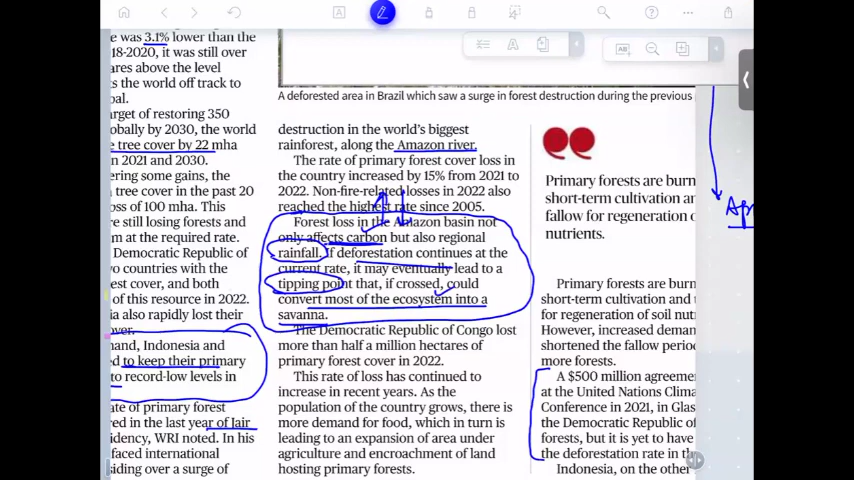 e was 3.1% lower than the
18-2020, it was still over
ares above the level
ts the world off track to
oal.
arget of restoring 350
obally by 2030, the world
e tree cover by 22 mha
n 2021 and 2030.
ering some gains, the
tree cover in the past 20
oss of 100 mha. This
re still losing forests and
m at the required rate.
Democratic Republic of
wo countries with the
est cover, and both
of this resource in 2022.
ia also rapidly lost their
over.
mand, Indonesia and
ed to keep their primary
to record-low levels in
ate of primary forest
red in the last year of Jair
idency, WRI noted. In his
faced international
siding over a surge of
A deforested area in Brazil which saw a surge in forest destruction during the previous
destruction in the world's biggest
rainforest, along the Amazon river.
The rate of primary forest cover loss in
the country increased by 15% from 2021 to
2022. Non-fire-related losses in 2022 also
reached the highest rate since 2005.
Forest loss in the Amazon basin not
only affects carbon but also regional
rainfall. If deforestation continues at the
current rate, it may eventually lead to a
tipping point that, if crossed, could
convert most of the ecosystem into a
savanna.
The Democratic Republic of Congo lost
more than half a million hectares of
primary forest cover in 2022.
This rate of loss has continued to
increase in recent years. As the
population of the country grows, there is
more demand for food, which in turn is
leading to an expansion of area under
agriculture and encroachment of land
hosting primary forests.
Primary forests are burn
short-term cultivation an
fallow for regeneration o
nutrients.
Primary forests are burned
short-term cultivation and
for regeneration of soil nut
However, increased deman
shortened the fallow perio
more forests.
A $500 million agreemen
at the United Nations Clima
Conference in 2021, in Glas
the Democratic Republic of
forests, but it is yet to have
the deforestation rate in th
Indonesia, on the other